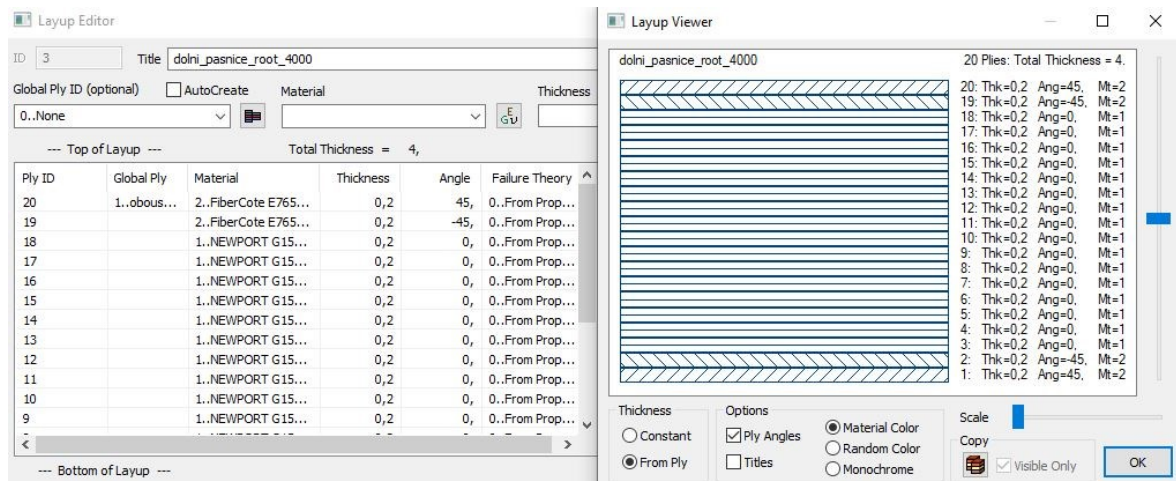 Layup Editor
ID 3 Title dolni_pasnice_root_4000
Global Ply ID (optional) AutoCreate Material Thickness
0..None
--- Top of Layup --- Total Thickness = 4,
Ply ID Global Ply Material Thickness Angle Failure Theory
20 1..obous... 2..FiberCote E765... 0,2 45, 0..From Prop...
19 2..FiberCote E765... 0,2 -45, 0..From Prop...
18 1..NEWPORT G15... 0,2 0, 0..From Prop...
17 1..NEWPORT G15... 0,2 0, 0..From Prop...
16 1..NEWPORT G15... 0,2 0, 0..From Prop...
15 1..NEWPORT G15... 0,2 0, 0..From Prop...
14 1..NEWPORT G15... 0,2 0, 0..From Prop...
13 1..NEWPORT G15... 0,2 0, 0..From Prop...
12 1..NEWPORT G15... 0,2 0, 0..From Prop...
11 1..NEWPORT G15... 0,2 0, 0..From Prop...
10 1..NEWPORT G15... 0,2 0, 0..From Prop...
9 1..NEWPORT G15... 0,2 0, 0..From Prop...
--- Bottom of Layup ---
Layup Viewer
dolni_pasnice_root_4000 20 Plies: Total Thickness = 4.
20: Thk=0,2 Ang=45, Mt=2
19: Thk=0,2 Ang=-45, Mt=2
18: Thk=0,2 Ang=0, Mt=1
17: Thk=0,2 Ang=0, Mt=1
16: Thk=0,2 Ang=0, Mt=1
15: Thk=0,2 Ang=0, Mt=1
14: Thk=0,2 Ang=0, Mt=1
13: Thk=0,2 Ang=0, Mt=1
12: Thk=0,2 Ang=0, Mt=1
11: Thk=0,2 Ang=0, Mt=1
10: Thk=0,2 Ang=0, Mt=1
9: Thk=0,2 Ang=0, Mt=1
8: Thk=0,2 Ang=0, Mt=1
7: Thk=0,2 Ang=0, Mt=1
6: Thk=0,2 Ang=0, Mt=1
5: Thk=0,2 Ang=0, Mt=1
4: Thk=0,2 Ang=0, Mt=1
3: Thk=0,2 Ang=0, Mt=1
2: Thk=0,2 Ang=-45, Mt=2
1: Thk=0,2 Ang=45, Mt=2
Thickness Options Scale
Constant Ply Angles Material Color Copy
From Ply Titles Random Color Visible Only OK
Monochrome